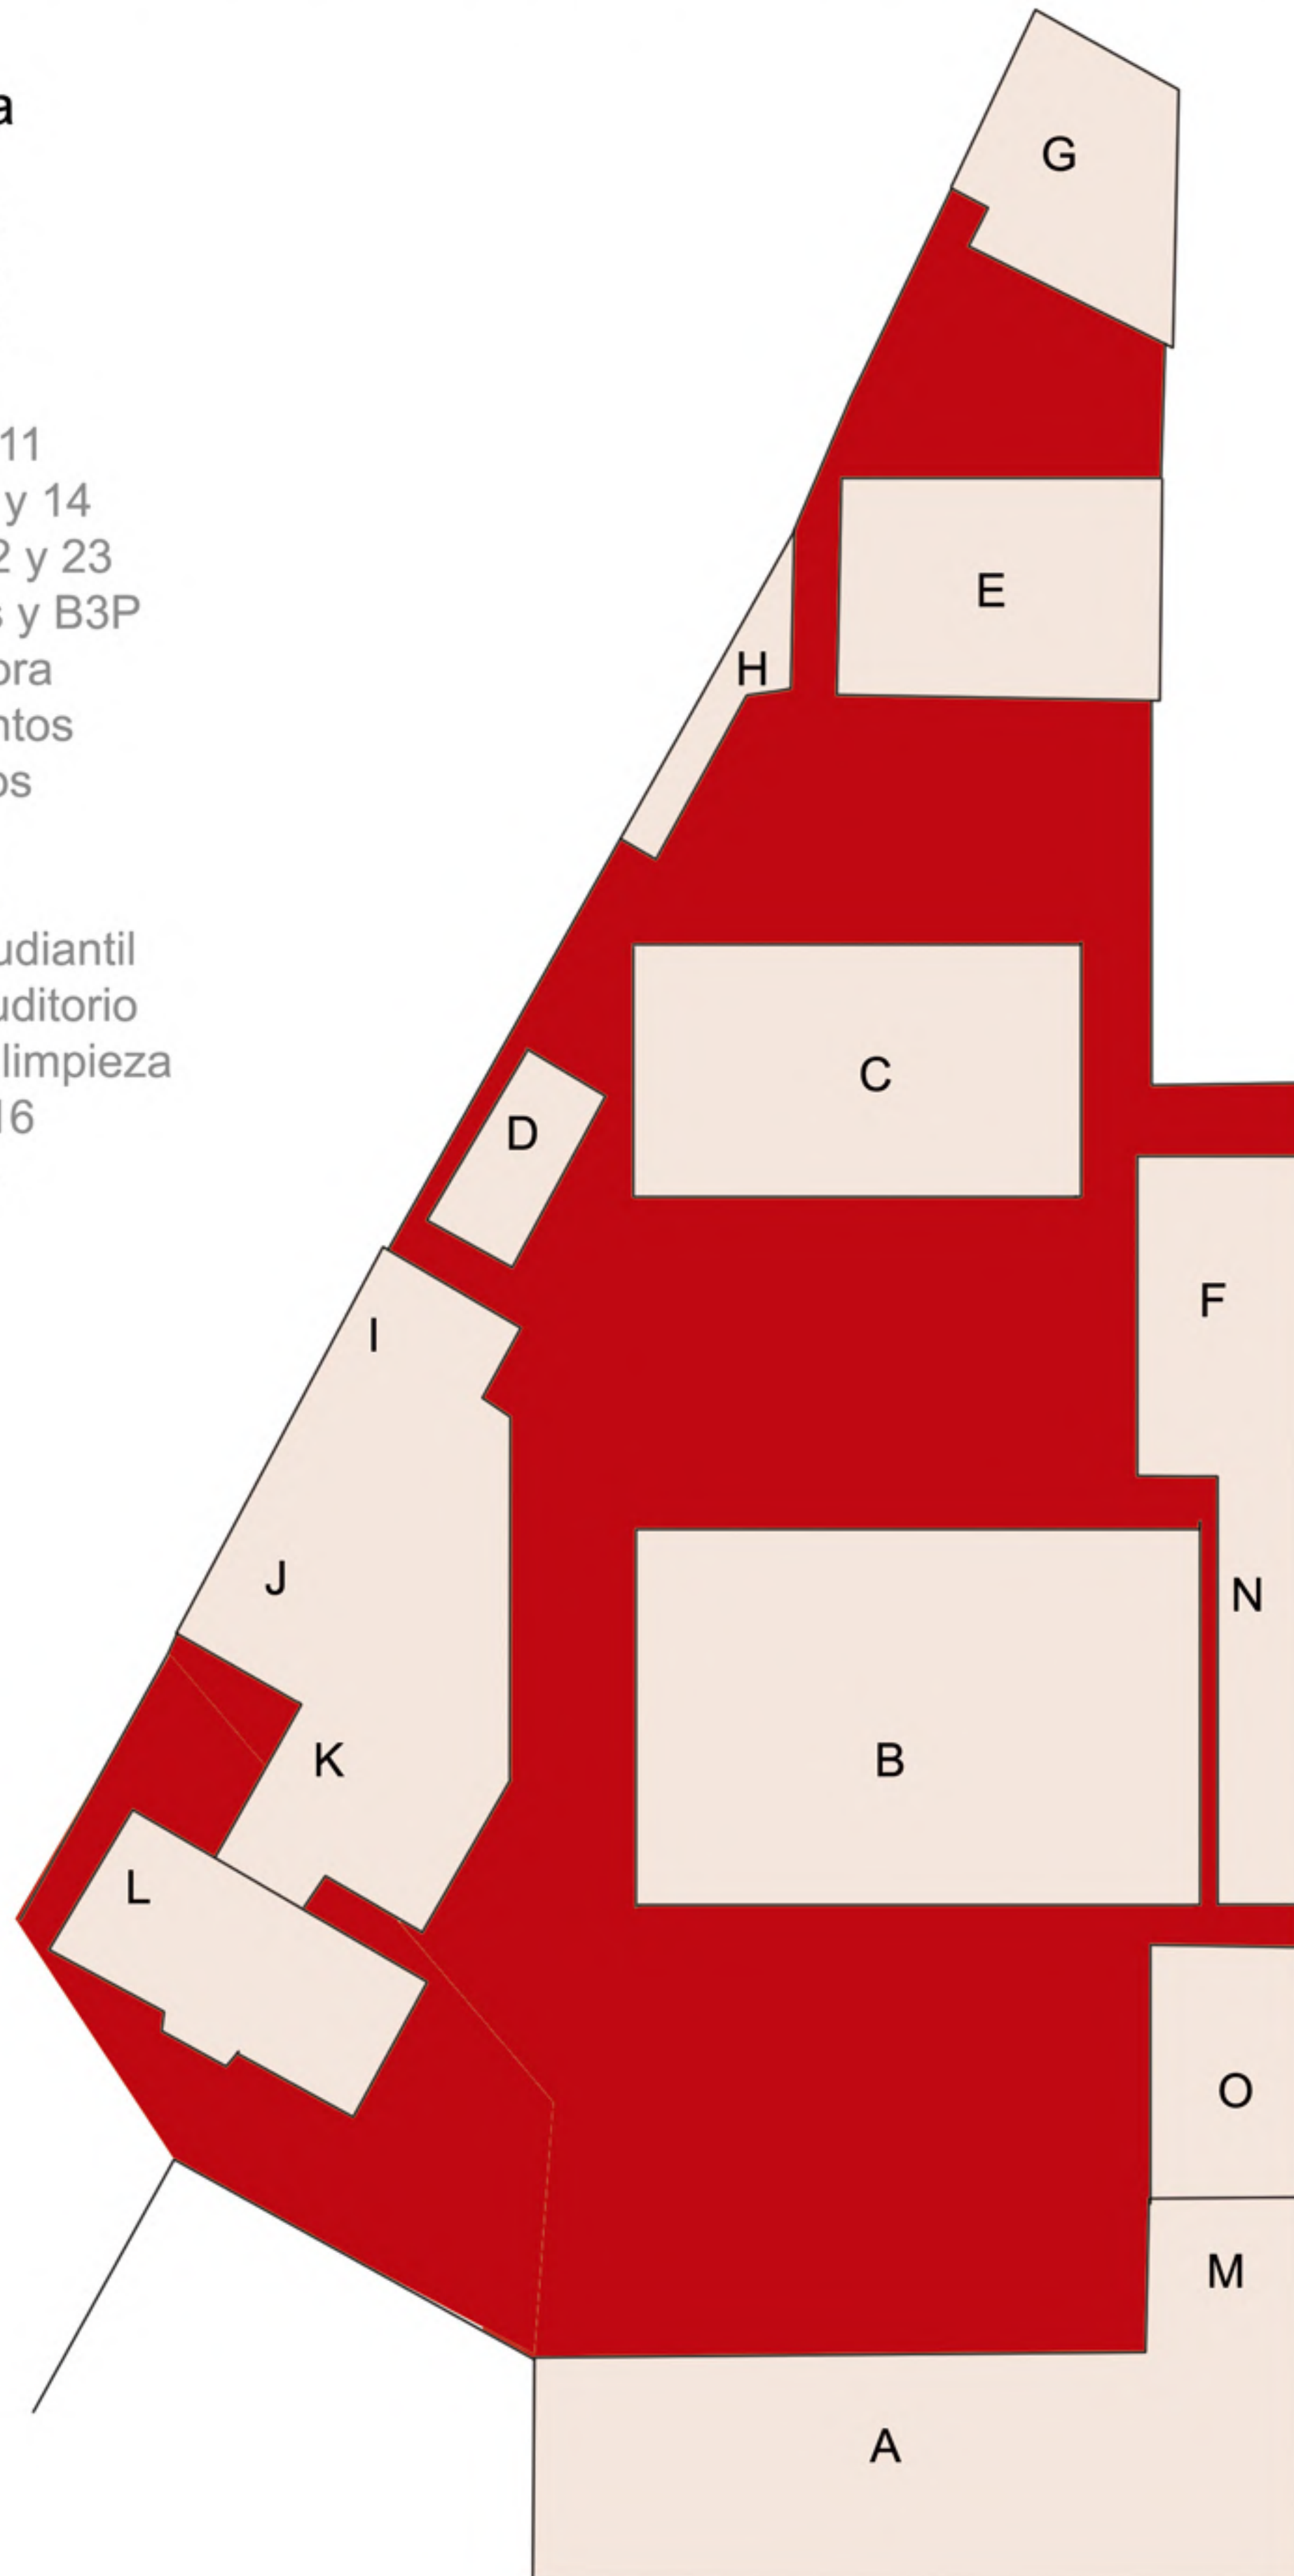 a
11
y 14
2 y 23
s y B3P
ora
ntos
os
udiantil
uditorio
limpieza
16
G
E
H
C
D
F
I
J
N
K
B
L
O
M
A